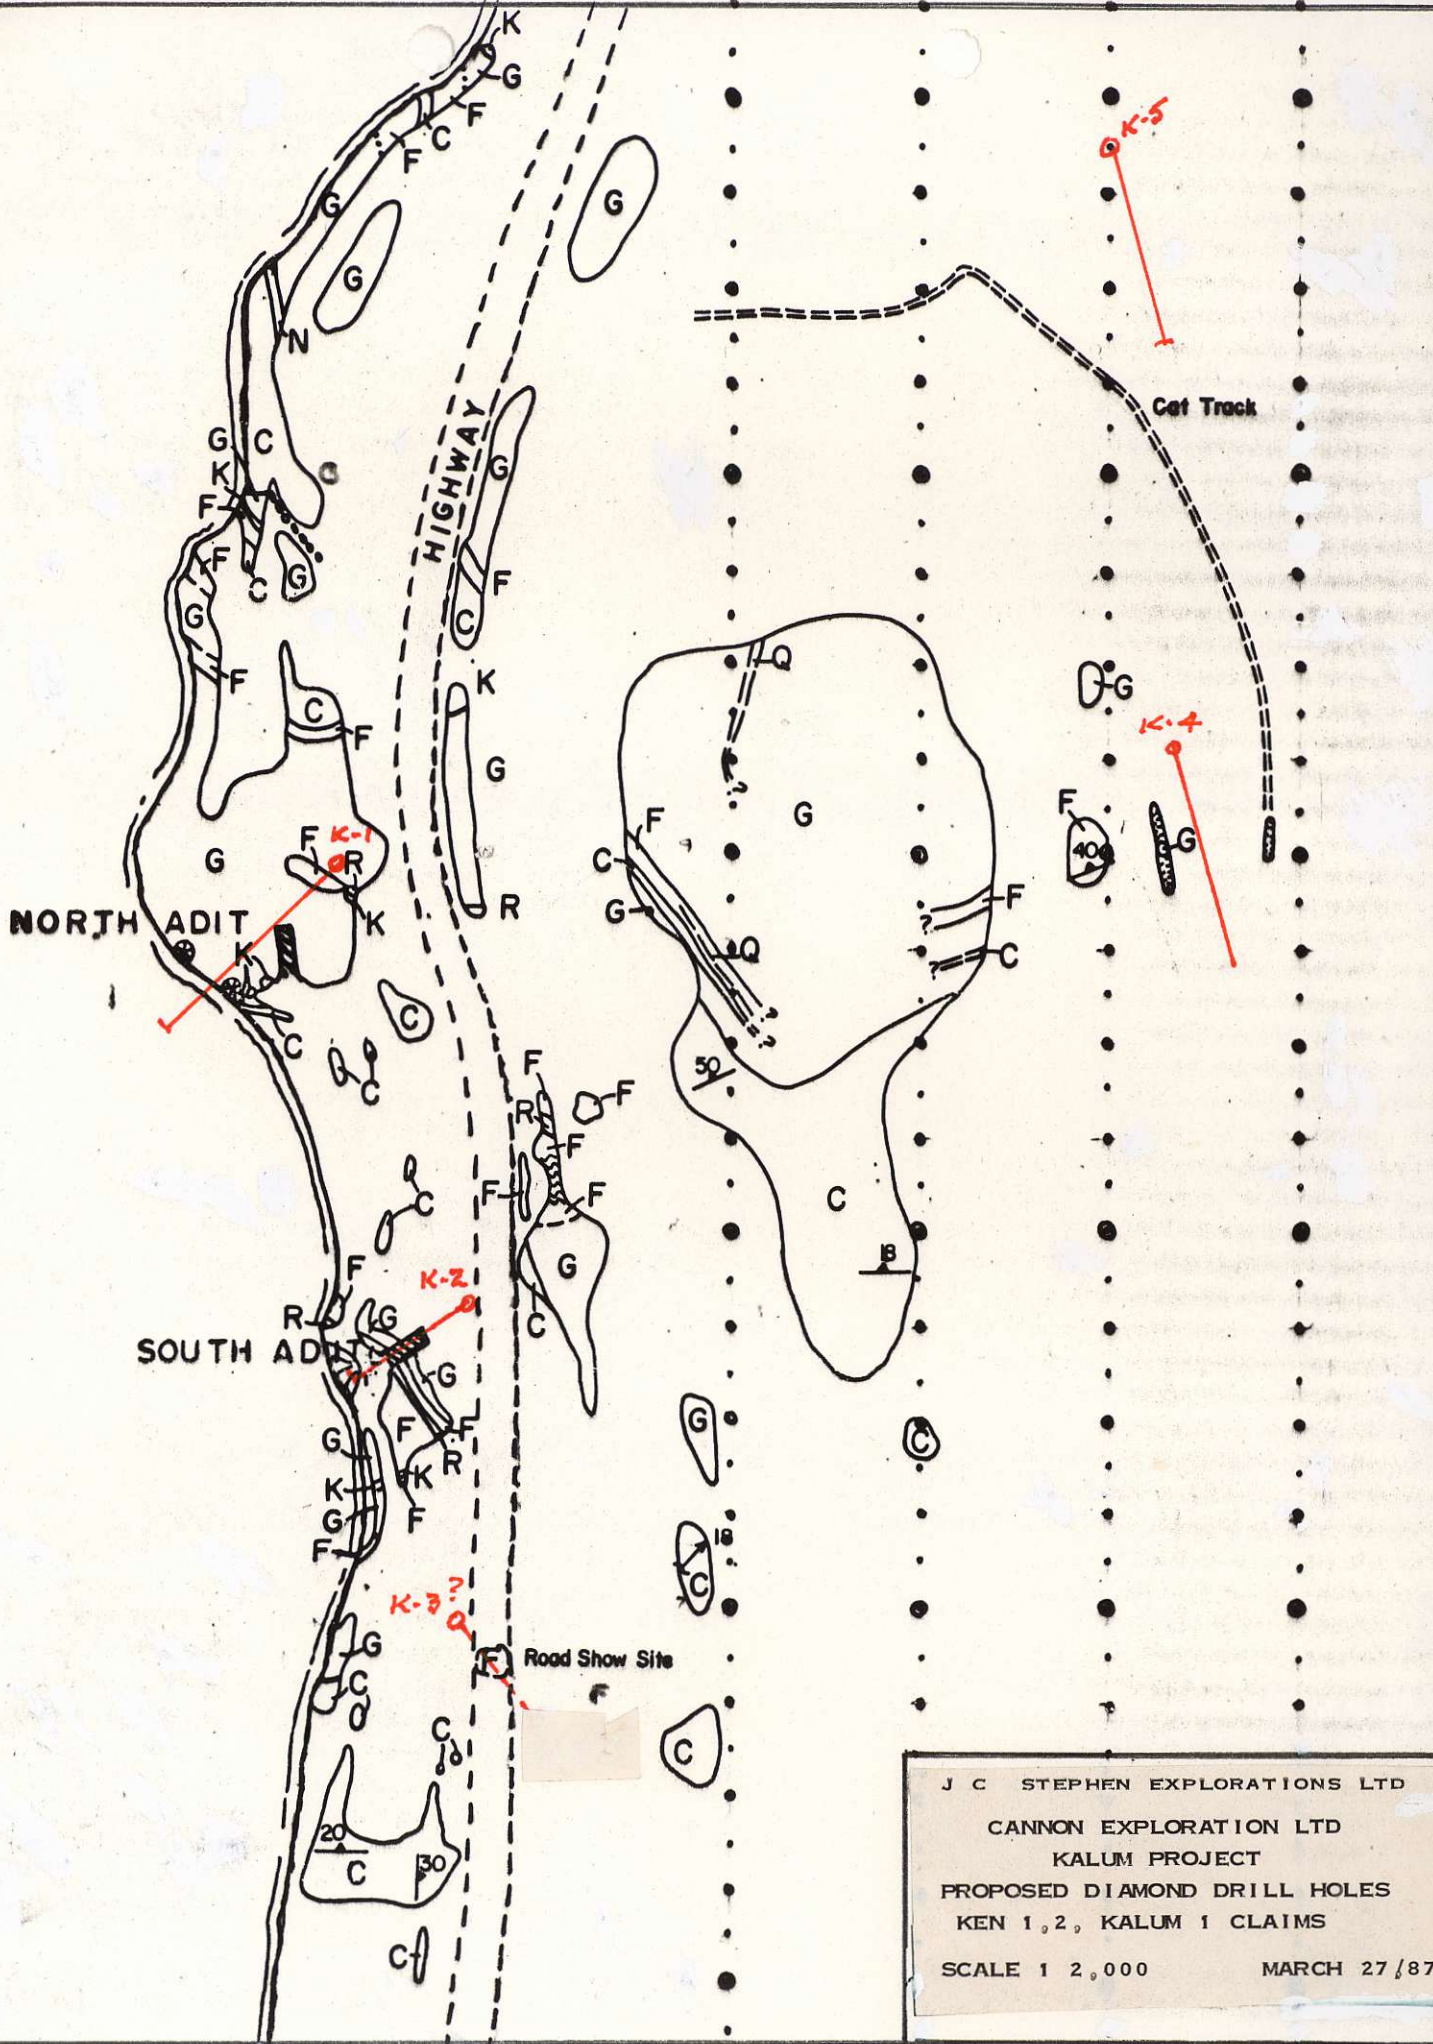 K
G
F
C
F
G
G
G
N
K-5
Cat Track
G
C
K
F
HIGHWAY
G
F
C
G
F
G
C
F
F
C
K
Q
G
F
K-4
G
G
F
C
G
Q
G
F
C
F
40
G
G
F
K-1
R
K
R
NORTH ADIT
K
C
C
C
50
F
F
R
F
F
F
C
G
C
C
18
K-2
F
R
G
SOUTH ADIT
G
F
F
R
K
F
G
K
G
F
G
C
18
C
K-3?
F
Road Show Site
F
G
C
C
C
20
C
30
C
J C STEPHEN EXPLORATIONS LTD
CANNON EXPLORATION LTD
KALUM PROJECT
PROPOSED DIAMOND DRILL HOLES
KEN 1,2, KALUM 1 CLAIMS
SCALE 1 2,000 MARCH 27/87